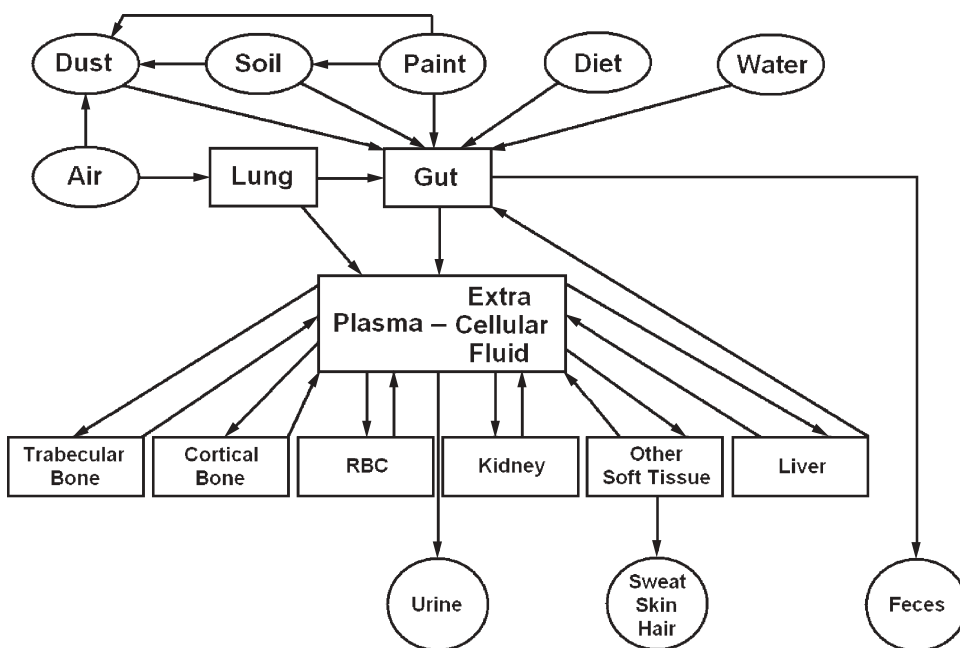 Dust
Soil
Paint
Diet
Water
Air
Lung
Gut
Plasma – Extra
Cellular
Fluid
Trabecular
Bone
Cortical
Bone
RBC
Kidney
Other
Soft Tissue
Liver
Urine
Sweat
Skin
Hair
Feces